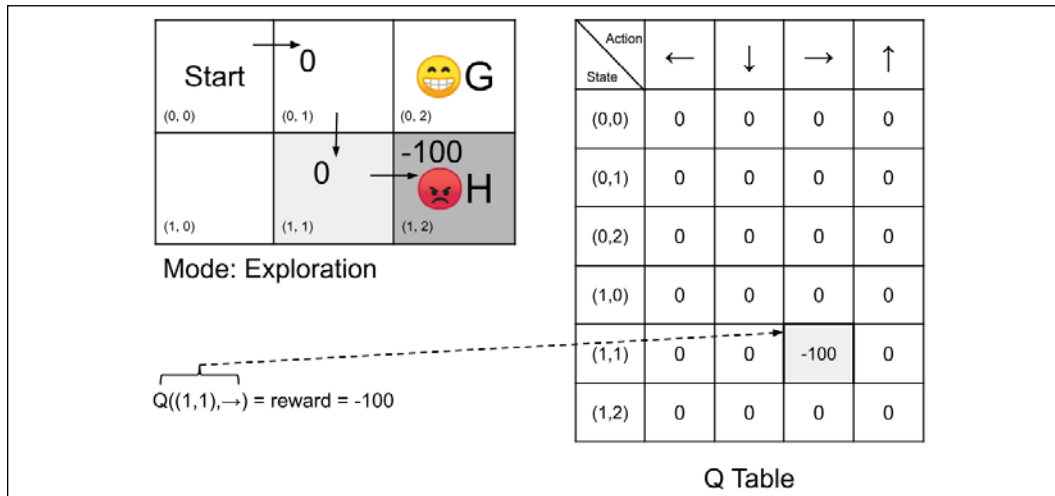 Start 0 😁G
(0, 0) (0, 1) (0, 2)
-100
0 😡H
(1, 0) (1, 1) (1, 2)
Mode: Exploration
Q((1,1),→) = reward = -100
Action
State ← ↓ → ↑
(0,0) 0 0 0 0
(0,1) 0 0 0 0
(0,2) 0 0 0 0
(1,0) 0 0 0 0
(1,1) 0 0 -100 0
(1,2) 0 0 0 0
Q Table